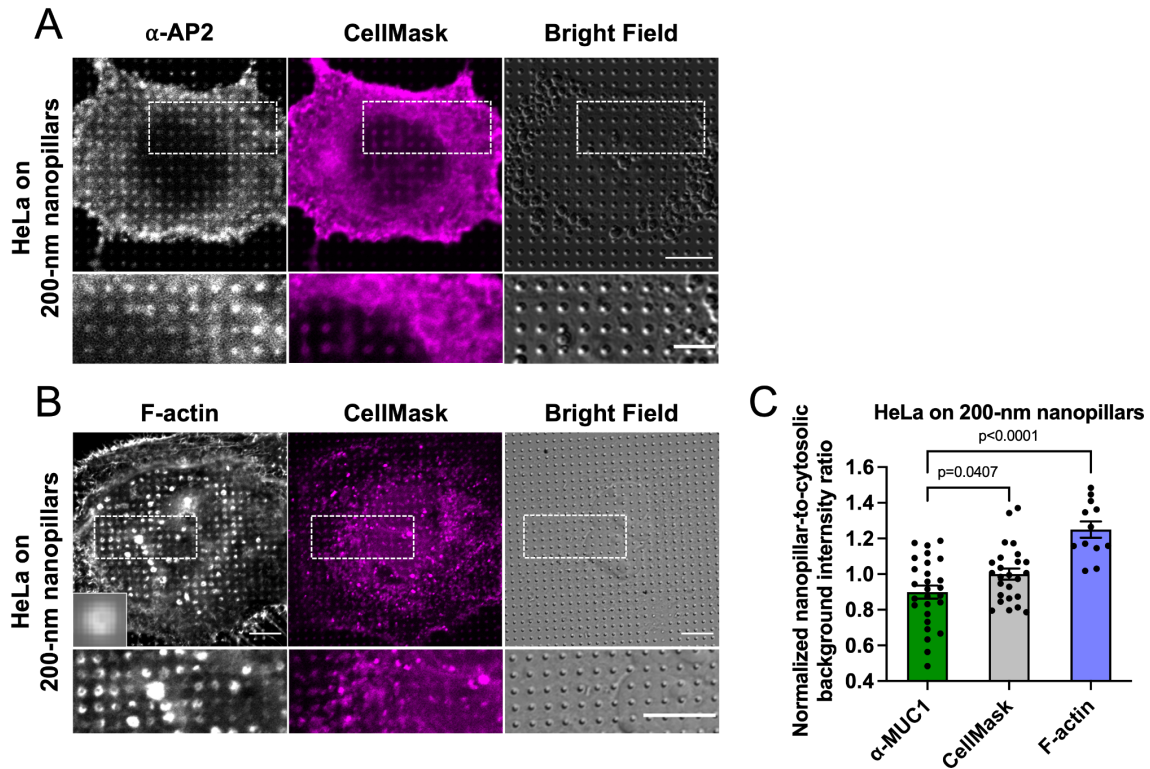 A
α-AP2
CellMask
Bright Field
HeLa on
200-nm nanopillars
B
F-actin
CellMask
Bright Field
HeLa on
200-nm nanopillars
C
HeLa on 200-nm nanopillars
p<0.0001
p=0.0407
Normalized nanopillar-to-cytosolic
background intensity ratio
1.6
1.4
1.2
1.0
0.8
0.6
0.4
α-MUC1
CellMask
F-actin